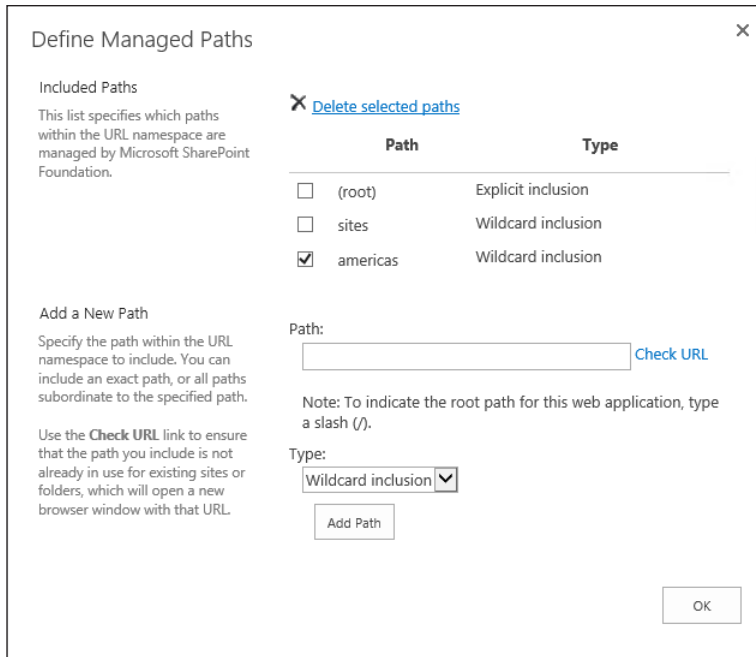 Define Managed Paths
Included Paths
This list specifies which paths
within the URL namespace are
managed by Microsoft SharePoint
Foundation.
Delete selected paths
Path Type
(root) Explicit inclusion
sites Wildcard inclusion
americas Wildcard inclusion
Add a New Path
Specify the path within the URL
namespace to include. You can
include an exact path, or all paths
subordinate to the specified path.
Use the Check URL link to ensure
that the path you include is not
already in use for existing sites or
folders, which will open a new
browser window with that URL.
Path:
Check URL
Note: To indicate the root path for this web application, type
a slash (/).
Type:
Wildcard inclusion
Add Path
OK